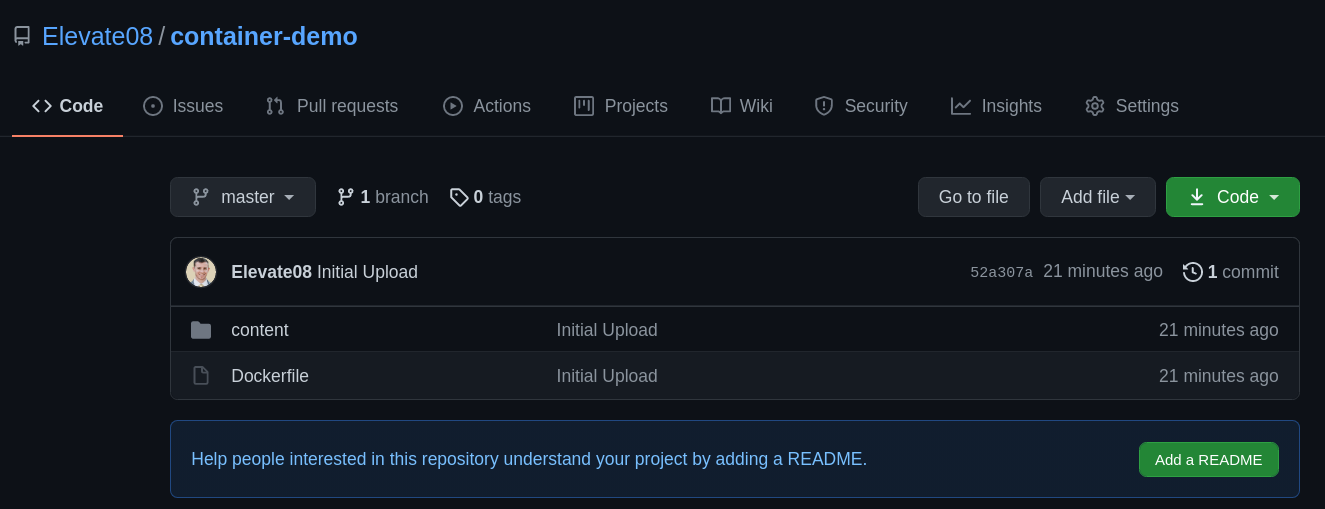 Elevate08 / container-demo
Code Issues Pull requests Actions Projects Wiki Security Insights Settings
master 1 branch 0 tags Go to file Add file Code
Elevate08 Initial Upload 52a307a 21 minutes ago 1 commit
content Initial Upload 21 minutes ago
Dockerfile Initial Upload 21 minutes ago
Help people interested in this repository understand your project by adding a README. Add a README